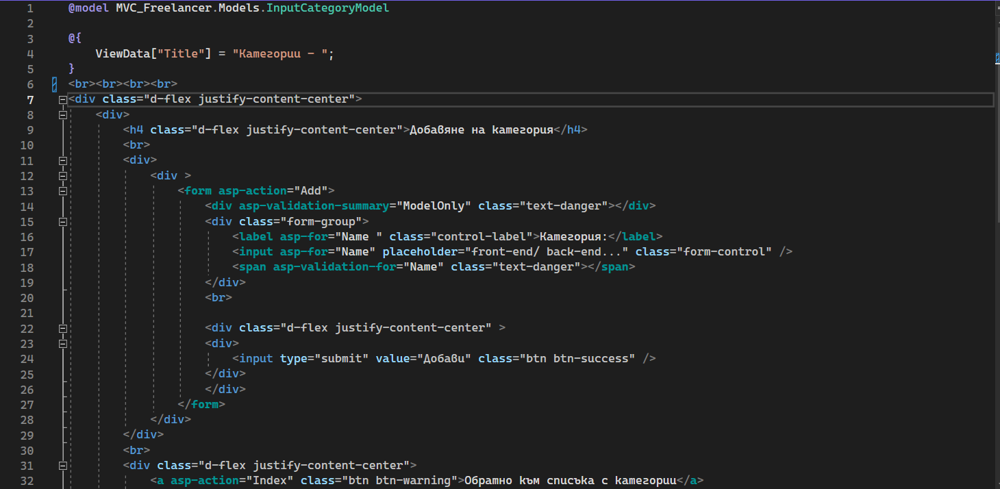 1 @model MVC_Freelancer.Models.InputCategoryModel
2
3 @{
4 ViewData["Title"] = "Категории - ";
5 }
6 <br><br><br><br>
7 <div class="d-flex justify-content-center">
8 <div>
9 <h4 class="d-flex justify-content-center">Добавяне на категория</h4>
10 <br>
11 <div>
12 <div >
13 <form asp-action="Add">
14 <div asp-validation-summary="ModelOnly" class="text-danger"></div>
15 <div class="form-group">
16 <label asp-for="Name " class="control-label">Категория:</label>
17 <input asp-for="Name" placeholder="front-end/ back-end..." class="form-control" />
18 <span asp-validation-for="Name" class="text-danger"></span>
19 </div>
20 <br>
21
22 <div class="d-flex justify-content-center" >
23 <div>
24 <input type="submit" value="Добави" class="btn btn-success" />
25 </div>
26 </div>
27 </form>
28 </div>
29 </div>
30 <br>
31 <div class="d-flex justify-content-center">
32 <a asp-action="Index" class="btn btn-warning">Обратно към списъка с категории</a>